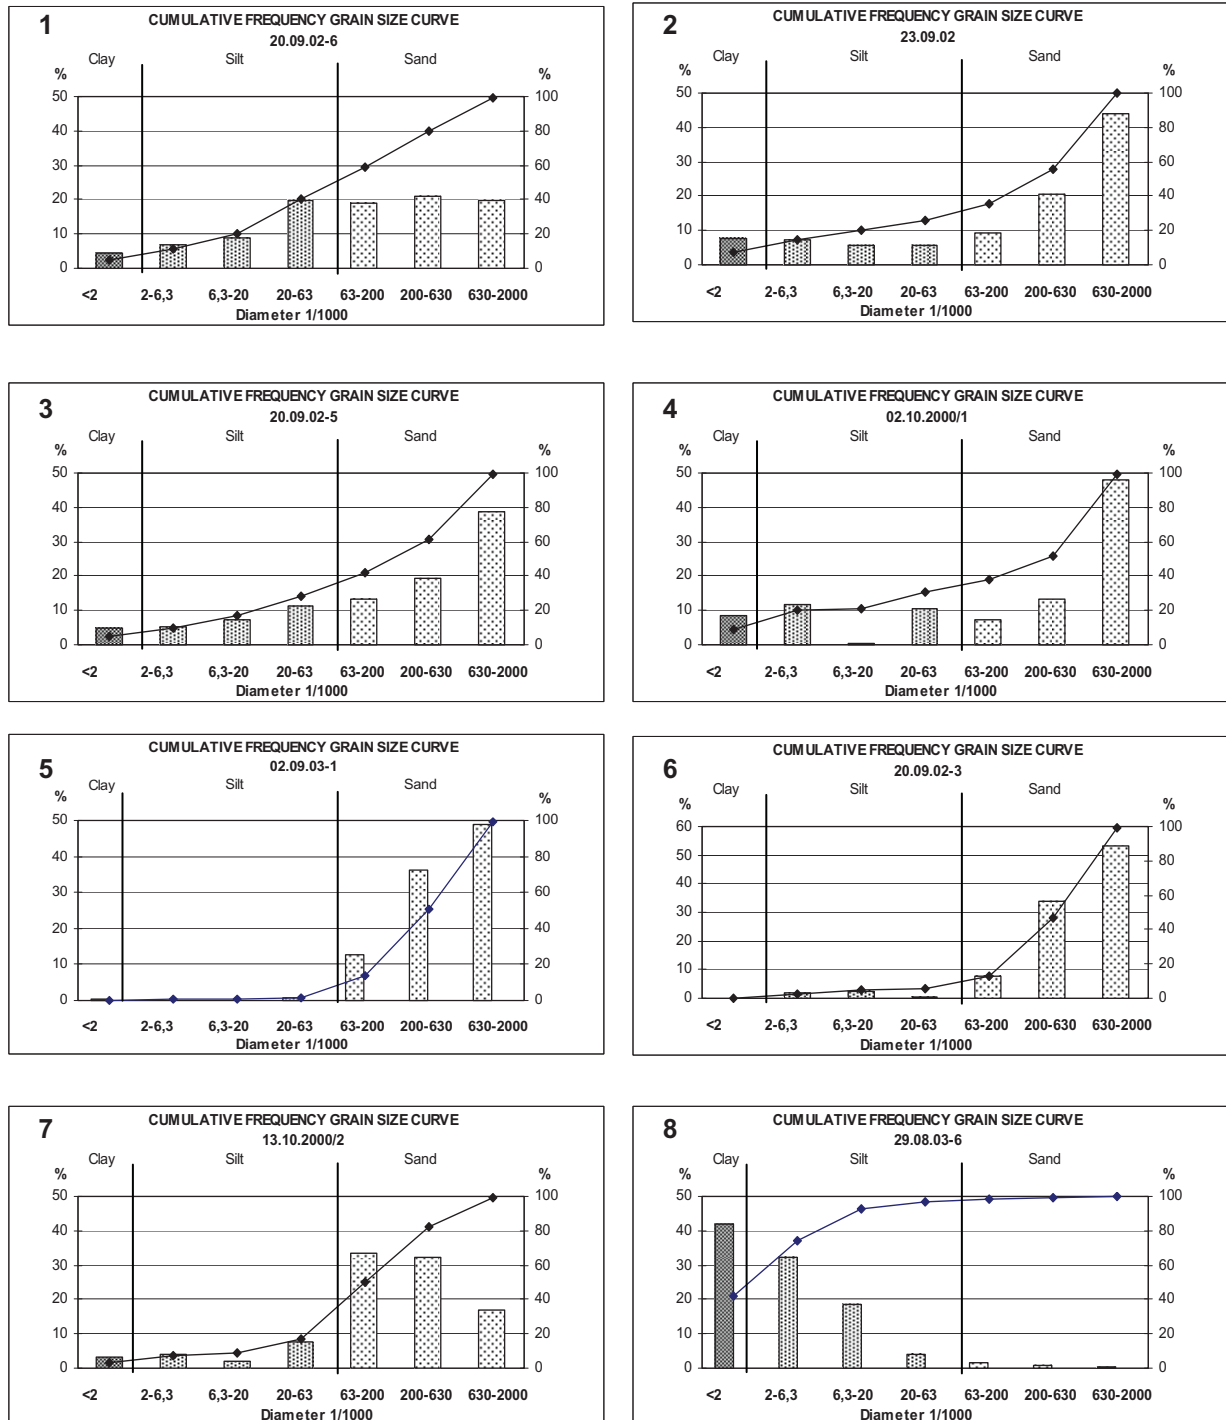 1
CUMULATIVE FREQUENCY GRAIN SIZE CURVE
20.09.02-6
Clay Silt Sand
% %
50 100
40 80
30 60
20 40
10 20
0 0
<2 2-6,3 6,3-20 20-63 63-200 200-630 630-2000
Diameter 1/1000
2
CUMULATIVE FREQUENCY GRAIN SIZE CURVE
23.09.02
Clay Silt Sand
% %
50 100
40 80
30 60
20 40
10 20
0 0
<2 2-6,3 6,3-20 20-63 63-200 200-630 630-2000
Diameter 1/1000
3
CUMULATIVE FREQUENCY GRAIN SIZE CURVE
20.09.02-5
Clay Silt Sand
% %
50 100
40 80
30 60
20 40
10 20
0 0
<2 2-6,3 6,3-20 20-63 63-200 200-630 630-2000
Diameter 1/1000
4
CUMULATIVE FREQUENCY GRAIN SIZE CURVE
02.10.2000/1
Clay Silt Sand
% %
50 100
40 80
30 60
20 40
10 20
0 0
<2 2-6,3 6,3-20 20-63 63-200 200-630 630-2000
Diameter 1/1000
5
CUMULATIVE FREQUENCY GRAIN SIZE CURVE
02.09.03-1
Clay Silt Sand
% %
50 100
40 80
30 60
20 40
10 20
0 0
<2 2-6,3 6,3-20 20-63 63-200 200-630 630-2000
Diameter 1/1000
6
CUMULATIVE FREQUENCY GRAIN SIZE CURVE
20.09.02-3
Clay Silt Sand
% %
60 100
50 80
40 60
30 40
20 20
10 0
0
<2 2-6,3 6,3-20 20-63 63-200 200-630 630-2000
Diameter 1/1000
7
CUMULATIVE FREQUENCY GRAIN SIZE CURVE
13.10.2000/2
Clay Silt Sand
% %
50 100
40 80
30 60
20 40
10 20
0 0
<2 2-6,3 6,3-20 20-63 63-200 200-630 630-2000
Diameter 1/1000
8
CUMULATIVE FREQUENCY GRAIN SIZE CURVE
29.08.03-6
Clay Silt Sand
% %
50 100
40 80
30 60
20 40
10 20
0 0
<2 2-6,3 6,3-20 20-63 63-200 200-630 630-2000
Diameter 1/1000